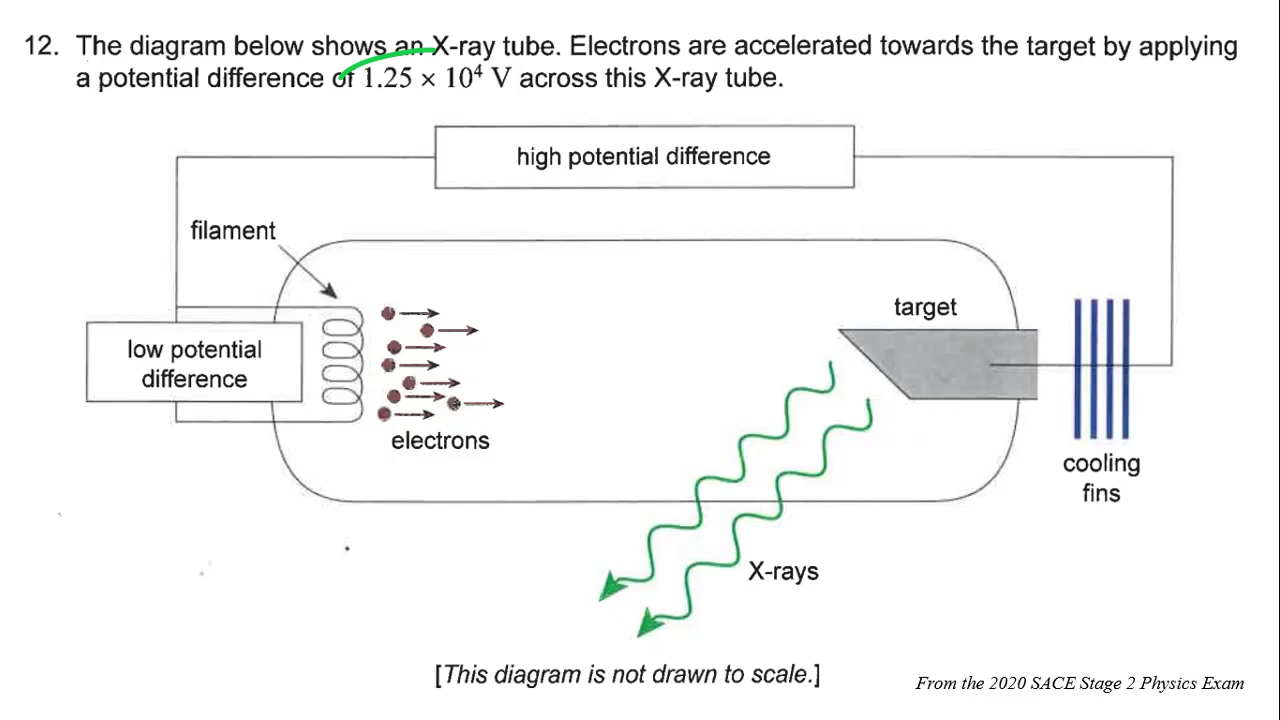 12. The diagram below shows an X-ray tube. Electrons are accelerated towards the target by applying
a potential difference of 1.25 × 10⁴ V across this X-ray tube.
high potential difference
filament
target
low potential
difference
electrons
cooling
fins
X-rays
[This diagram is not drawn to scale.]
From the 2020 SACE Stage 2 Physics Exam